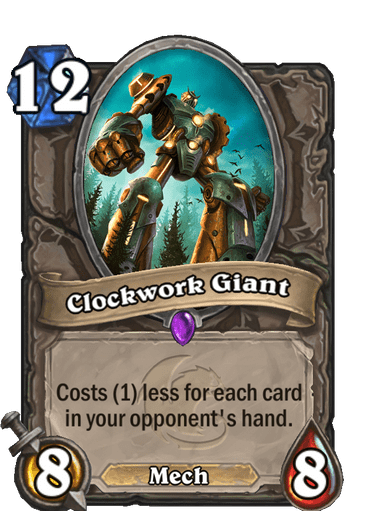 12
Clockwork Giant
Costs (1) less for each card
in your opponent's hand.
8
Mech
8